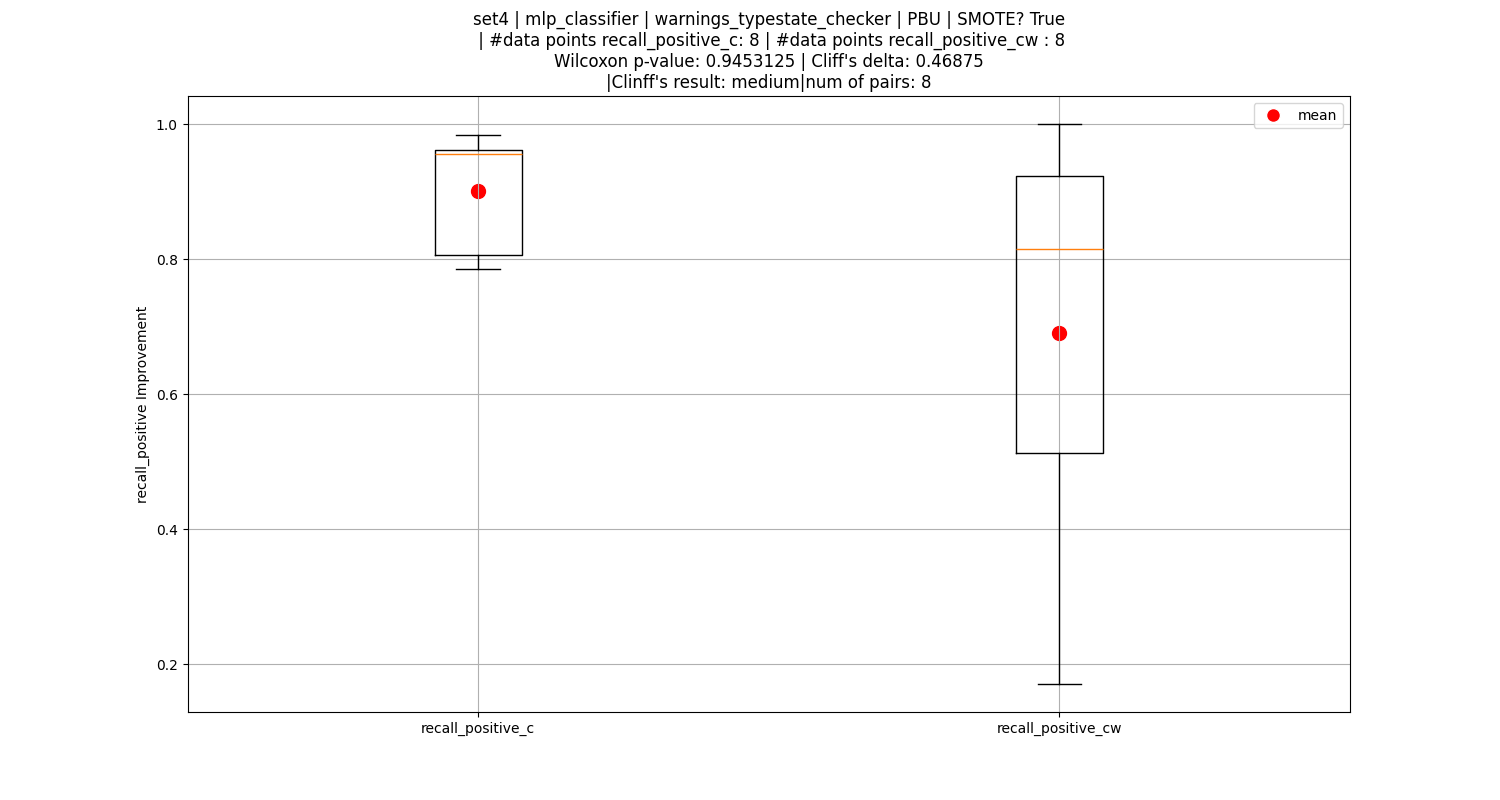 set4 | mlp_classifier | warnings_typestate_checker | PBU | SMOTE? True
| #data points recall_positive_c: 8 | #data points recall_positive_cw : 8
Wilcoxon p-value: 0.9453125 | Cliff's delta: 0.46875
|Clinff's result: medium|num of pairs: 8
mean
recall_positive Improvement
1.0
0.8
0.6
0.4
0.2
recall_positive_c
recall_positive_cw